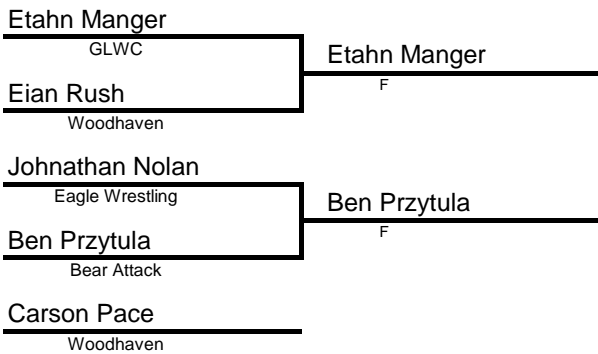 Etahn Manger
GLWC
Etahn Manger
F
Eian Rush
Woodhaven
Johnathan Nolan
Eagle Wrestling
Ben Przytula
F
Ben Przytula
Bear Attack
Carson Pace
Woodhaven